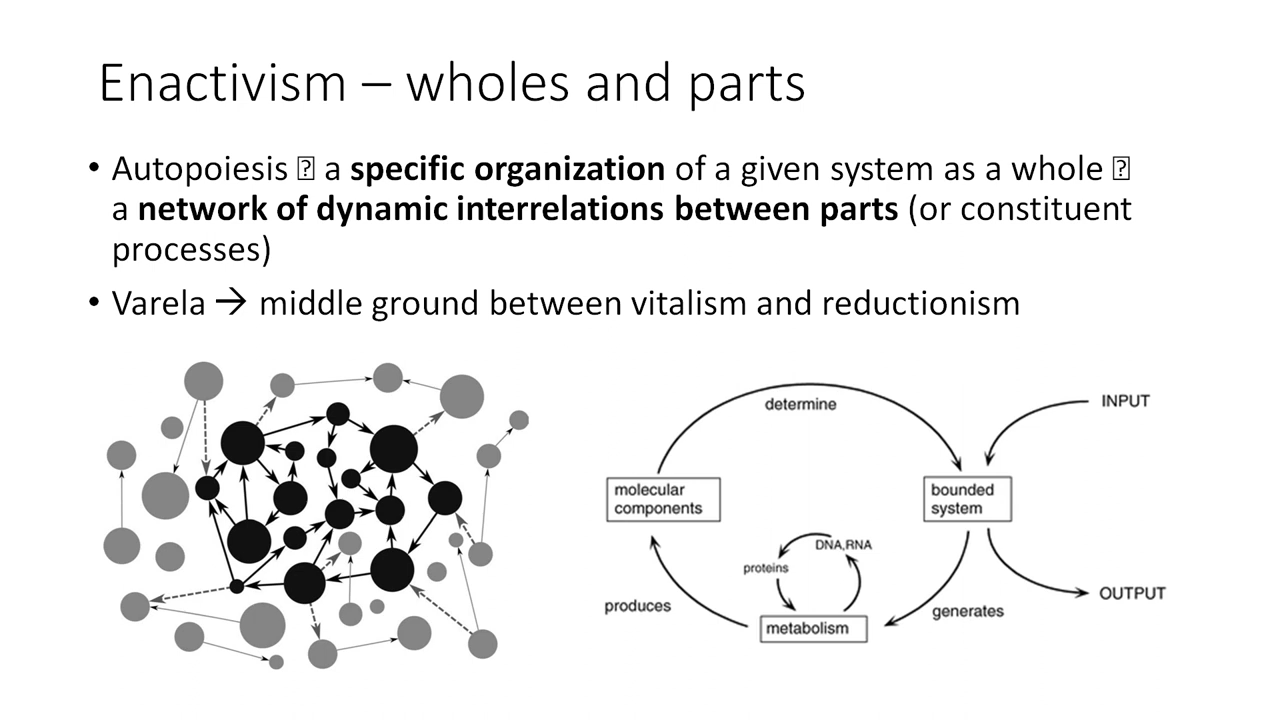 Enactivism – wholes and parts
• Autopoiesis � a specific organization of a given system as a whole �
a network of dynamic interrelations between parts (or constituent
processes)
• Varela → middle ground between vitalism and reductionism
determine
INPUT
molecular
components
bounded
system
DNA,RNA
proteins
produces
metabolism
generates
OUTPUT